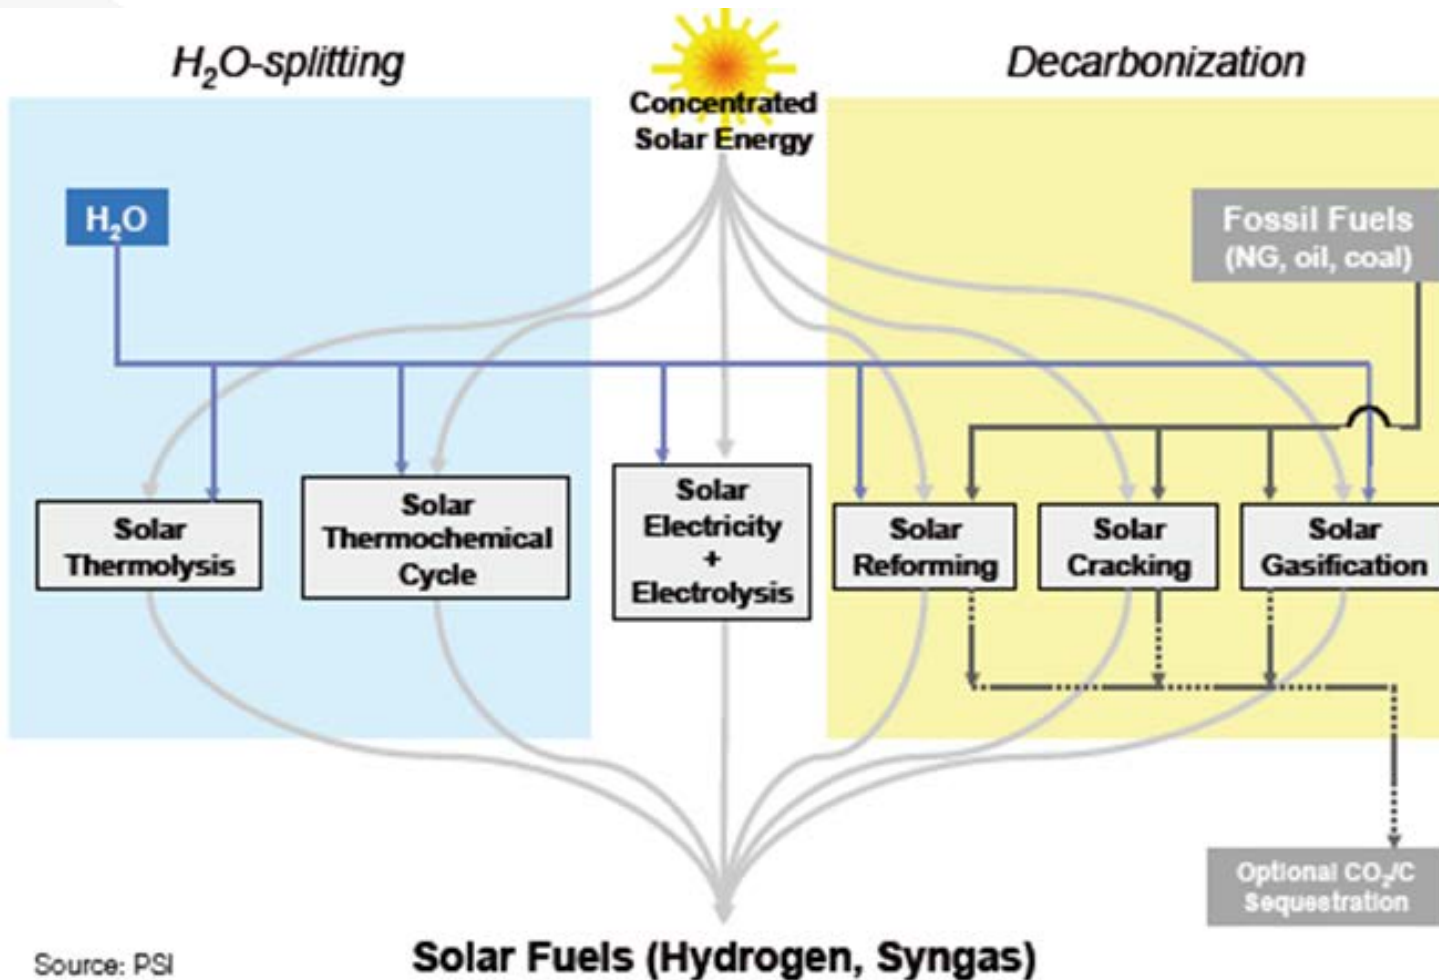 H₂O-splitting
Concentrated
Solar Energy
Decarbonization
H₂O
Fossil Fuels
(NG, oil, coal)
Solar
Thermolysis
Solar
Thermochemical
Cycle
Solar
Electricity
+
Electrolysis
Solar
Reforming
Solar
Cracking
Solar
Gasification
Optional CO₂/C
Sequestration
Source: PSI
Solar Fuels (Hydrogen, Syngas)